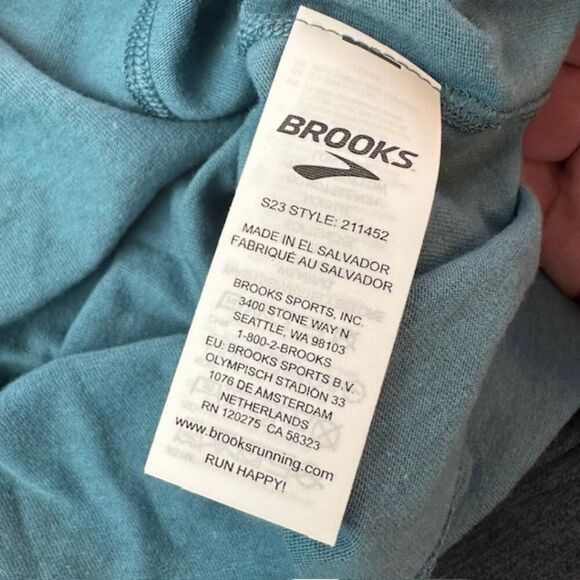 BROOKS
S23 STYLE: 211452
MADE IN EL SALVADOR
FABRIQUÉ AU SALVADOR
BROOKS SPORTS, INC.
3400 STONE WAY N
SEATTLE, WA 98103
1-800-2-BROOKS
EU: BROOKS SPORTS B.V.
OLYMPISCH STADION 33
1076 DE AMSTERDAM
NETHERLANDS
RN 120275 CA 58323
www.brooksrunning.com
RUN HAPPY!